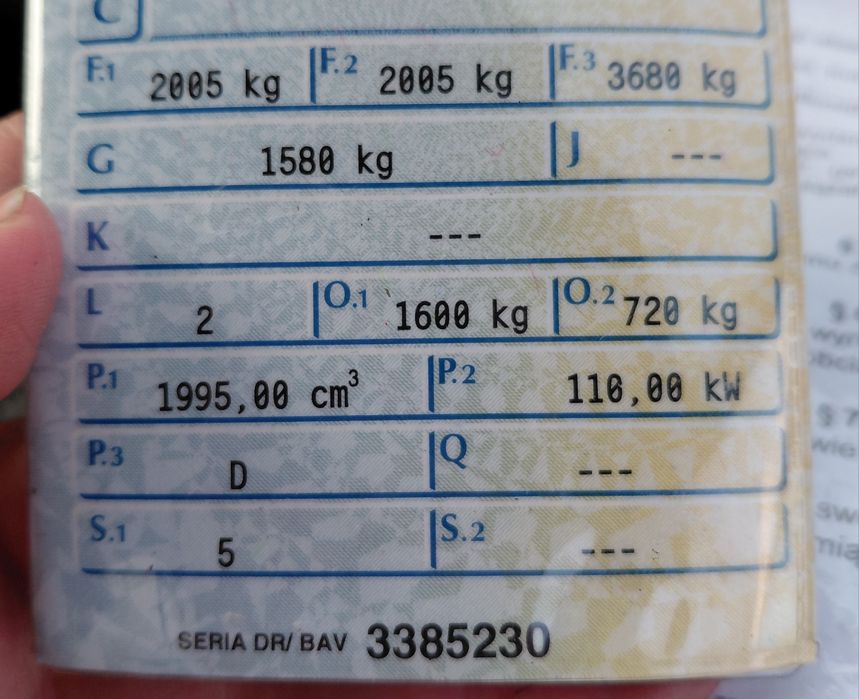 C
F.1 2005 kg F.2 2005 kg F.3 3680 kg
G 1580 kg J ---
K ---
L 2 O.1 1600 kg O.2 720 kg
P.1 1995,00 cm³ P.2 110,00 kW
P.3 D Q ---
S.1 5 S.2 ---
SERIA DR/ BAV 3385230